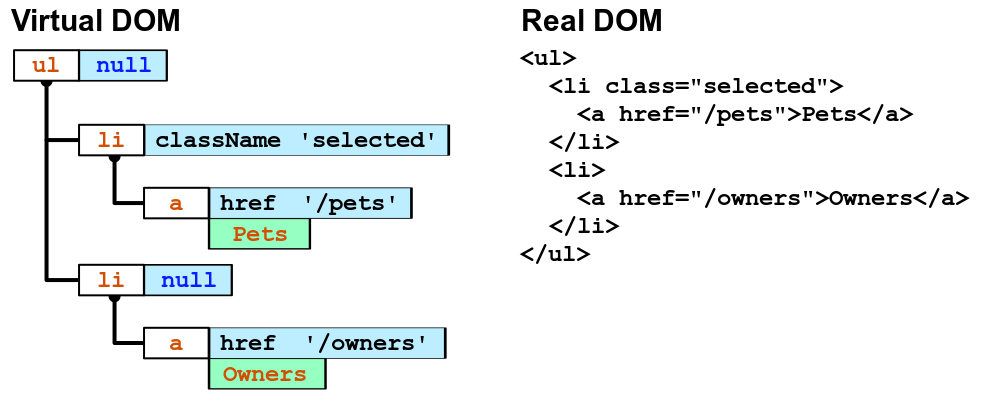 Virtual DOM
ul null
li className 'selected'
a href '/pets'
Pets
li null
a href '/owners'
Owners
Real DOM
<ul>
  <li class="selected">
    <a href="/pets">Pets</a>
  </li>
  <li>
    <a href="/owners">Owners</a>
  </li>
</ul>